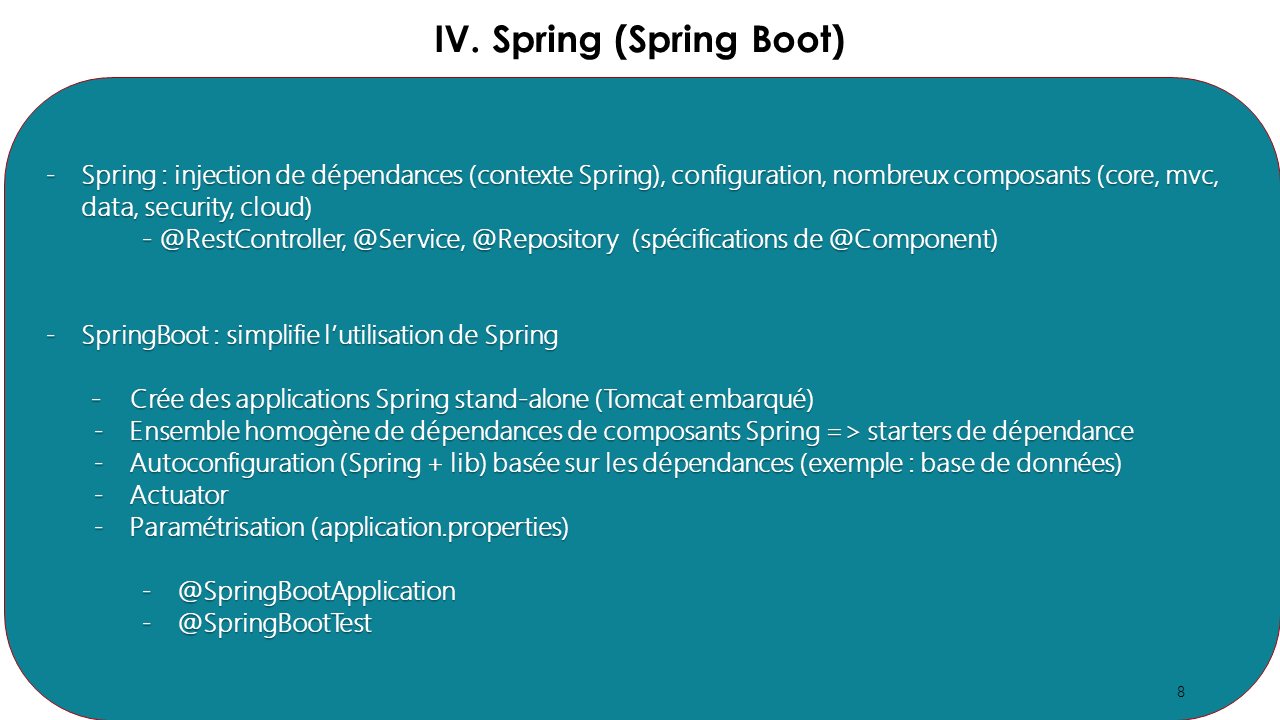 IV. Spring (Spring Boot)
- Spring : injection de dépendances (contexte Spring), configuration, nombreux composants (core, mvc,
data, security, cloud)
- @RestController, @Service, @Repository (spécifications de @Component)
- SpringBoot : simplifie l’utilisation de Spring
- Crée des applications Spring stand-alone (Tomcat embarqué)
- Ensemble homogène de dépendances de composants Spring => starters de dépendance
- Autoconfiguration (Spring + lib) basée sur les dépendances (exemple : base de données)
- Actuator
- Paramétrisation (application.properties)
- @SpringBootApplication
- @SpringBootTest
8